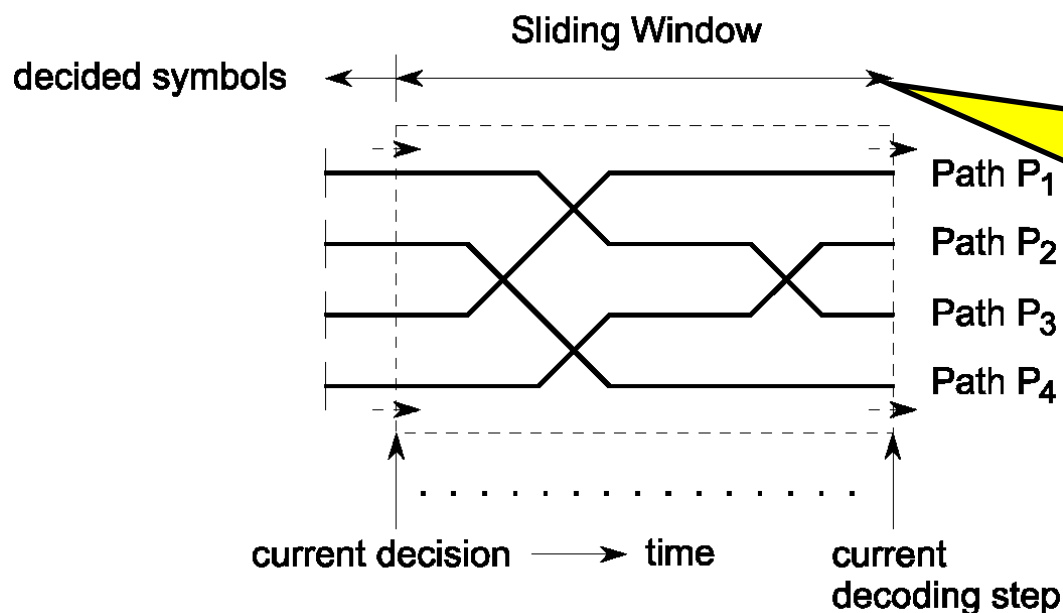 Sliding Window
decided symbols
Path P1
Path P2
Path P3
Path P4
current decision
time
current
decoding step